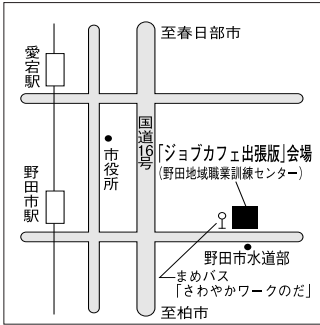 至春日部市
愛宕駅
国道16号
市役所
「ジョブカフェ出張版」会場
(野田地域職業訓練センター)
野田市駅
野田市水道部
まめバス
「さわやかワークのだ」
至柏市